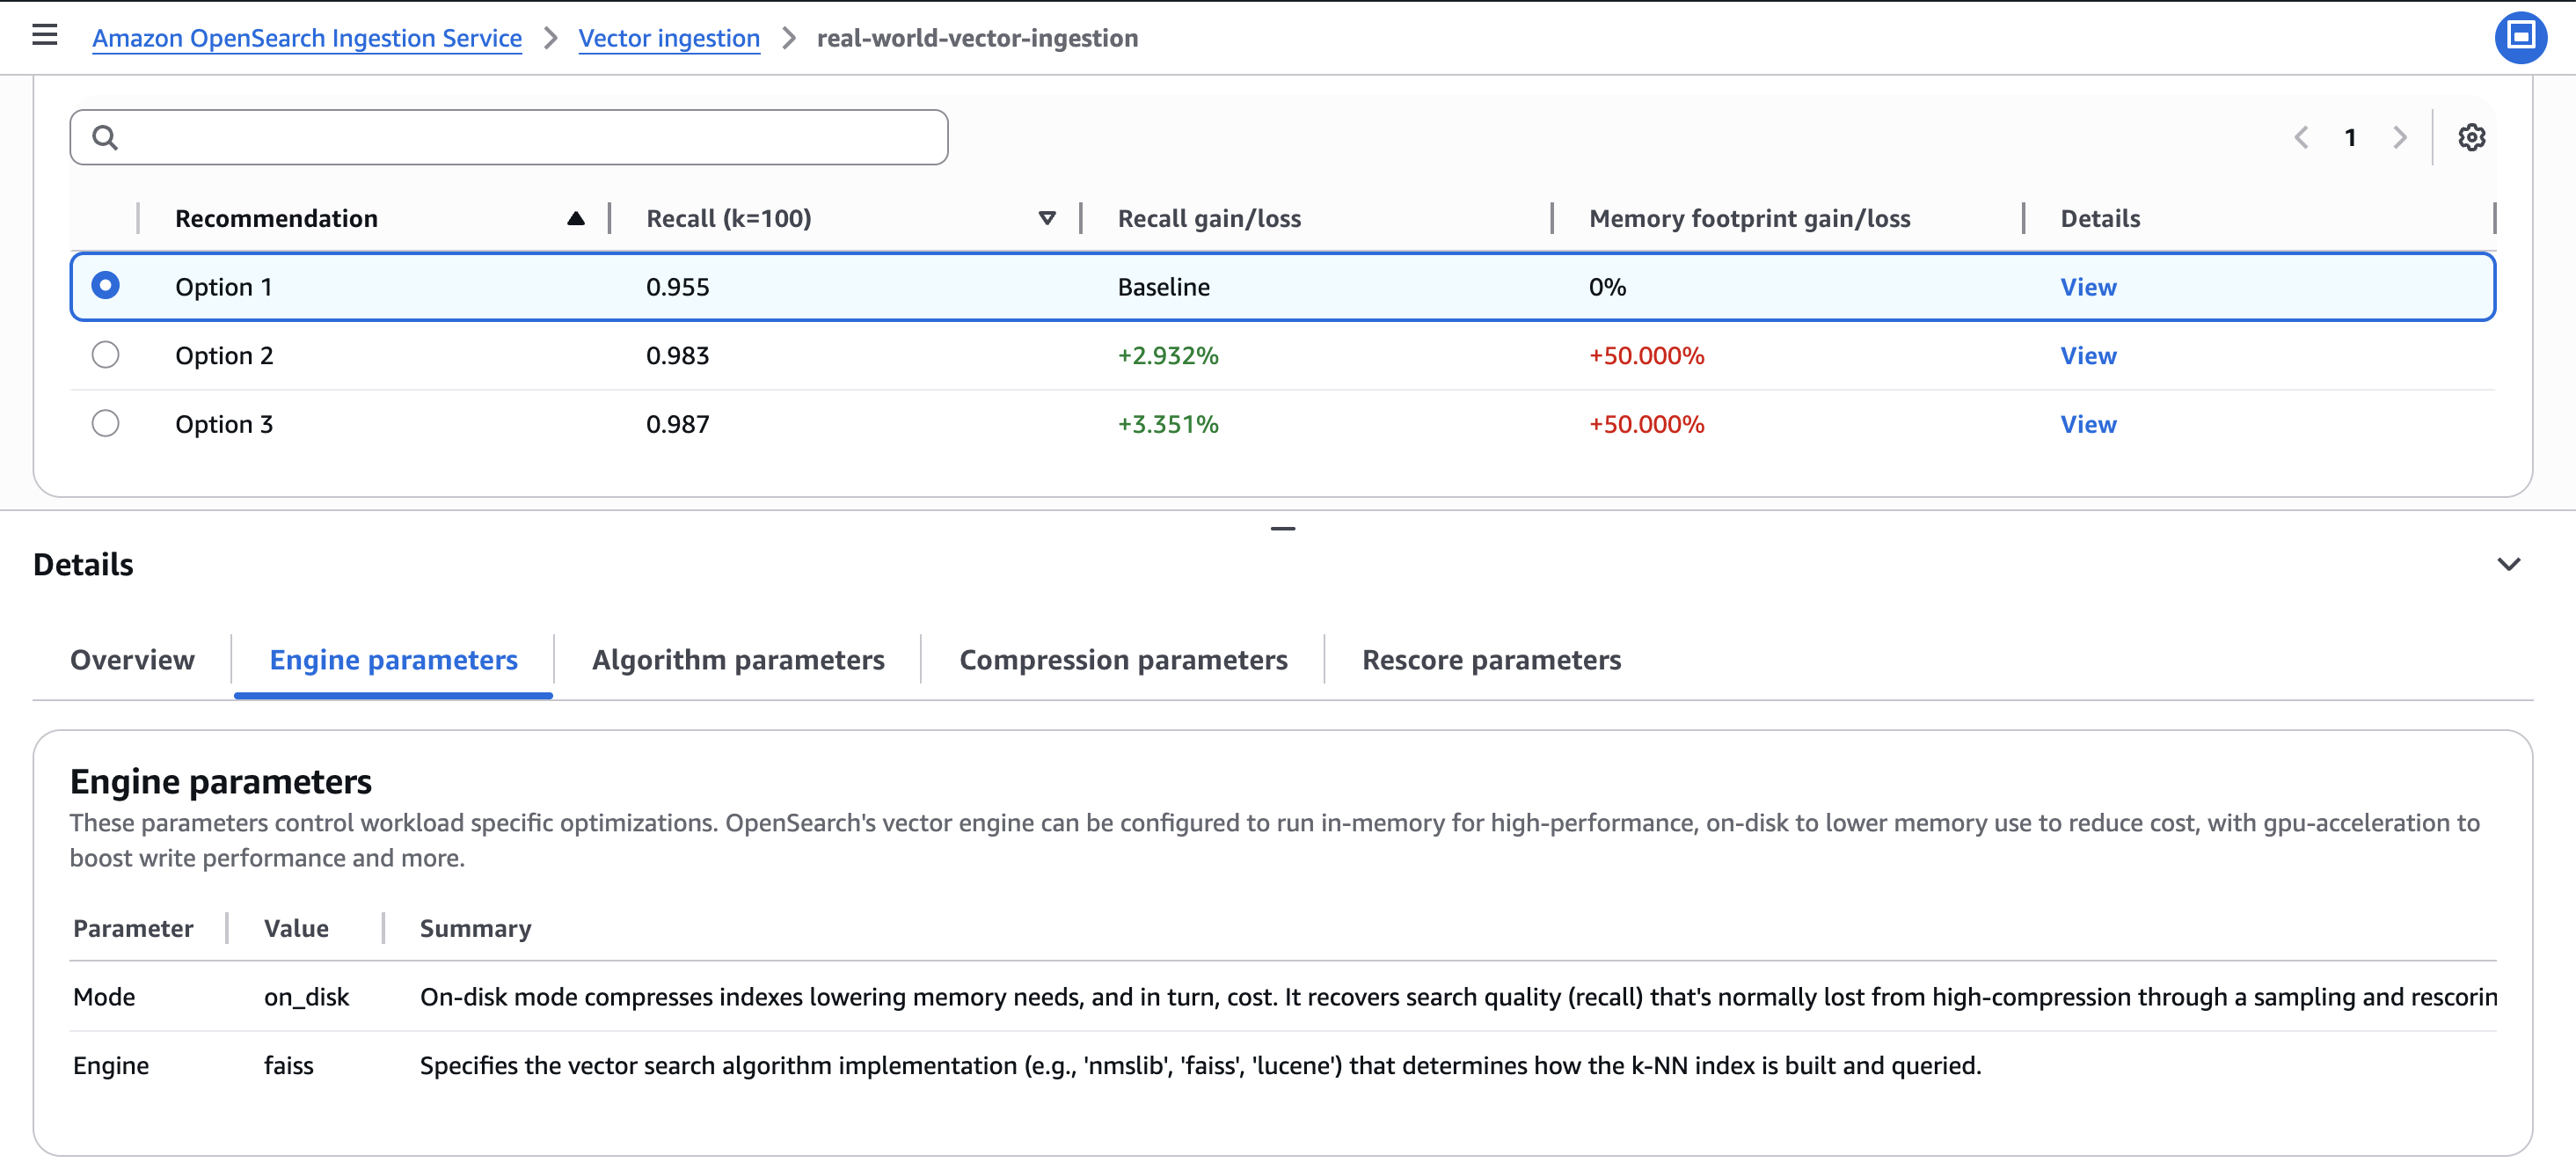 Amazon OpenSearch Ingestion Service > Vector ingestion > real-world-vector-ingestion
1
Recommendation Recall (k=100) Recall gain/loss Memory footprint gain/loss Details
Option 1 0.955 Baseline 0% View
Option 2 0.983 +2.932% +50.000% View
Option 3 0.987 +3.351% +50.000% View
Details
Overview Engine parameters Algorithm parameters Compression parameters Rescore parameters
Engine parameters
These parameters control workload specific optimizations. OpenSearch's vector engine can be configured to run in-memory for high-performance, on-disk to lower memory use to reduce cost, with gpu-acceleration to
boost write performance and more.
Parameter Value Summary
Mode on_disk On-disk mode compresses indexes lowering memory needs, and in turn, cost. It recovers search quality (recall) that's normally lost from high-compression through a sampling and rescorin
Engine faiss Specifies the vector search algorithm implementation (e.g., 'nmslib', 'faiss', 'lucene') that determines how the k-NN index is built and queried.